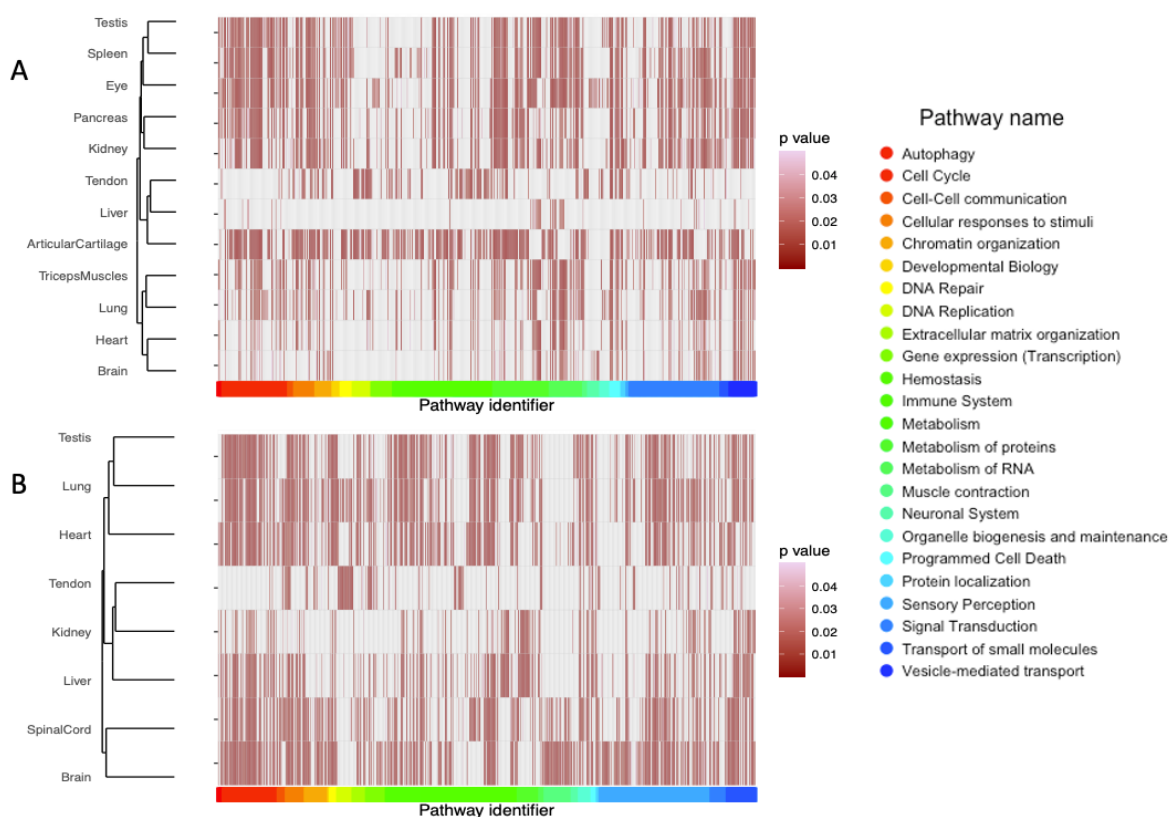 A
Testis
Spleen
Eye
Pancreas
Kidney
Tendon
Liver
ArticularCartilage
TricepsMuscles
Lung
Heart
Brain
Pathway identifier
p value
0.04
0.03
0.02
0.01
B
Testis
Lung
Heart
Tendon
Kidney
Liver
SpinalCord
Brain
Pathway identifier
p value
0.04
0.03
0.02
0.01
Pathway name
Autophagy
Cell Cycle
Cell-Cell communication
Cellular responses to stimuli
Chromatin organization
Developmental Biology
DNA Repair
DNA Replication
Extracellular matrix organization
Gene expression (Transcription)
Hemostasis
Immune System
Metabolism
Metabolism of proteins
Metabolism of RNA
Muscle contraction
Neuronal System
Organelle biogenesis and maintenance
Programmed Cell Death
Protein localization
Sensory Perception
Signal Transduction
Transport of small molecules
Vesicle-mediated transport